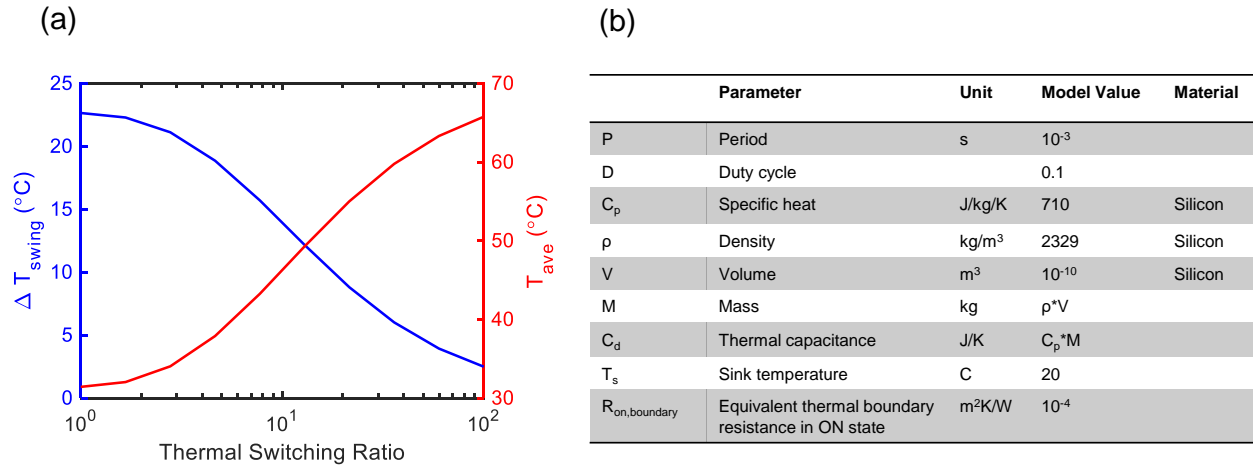 (a)
25
20
15
10
5
0
Δ T_swing (°C)
70
60
50
40
30
T_ave (°C)
10^0
10^1
10^2
Thermal Switching Ratio
(b)
Parameter Unit Model Value Material
P Period s 10^-3
D Duty cycle 0.1
C_p Specific heat J/kg/K 710 Silicon
ρ Density kg/m^3 2329 Silicon
V Volume m^3 10^-10 Silicon
M Mass kg ρ*V
C_d Thermal capacitance J/K C_p*M
T_s Sink temperature C 20
R_on,boundary Equivalent thermal boundary m^2K/W 10^-4
resistance in ON state